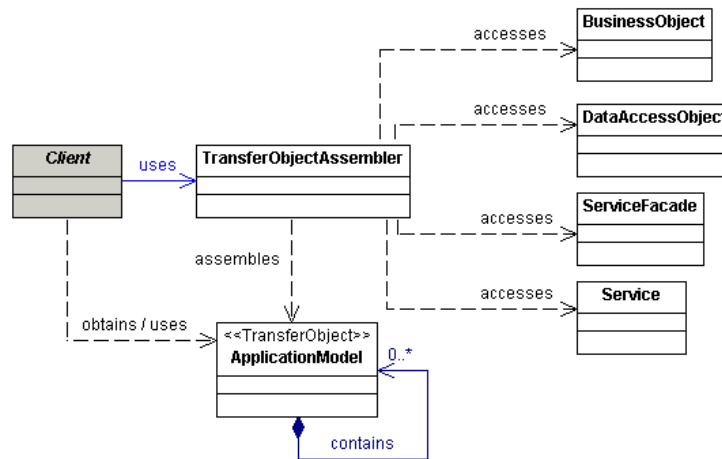 BusinessObject
accesses
accesses
DataAccessObject
Client
uses
TransferObjectAssembler
ServiceFacade
accesses
assembles
accesses
Service
obtains / uses
<<TransferObject>>
ApplicationModel
0..*
contains